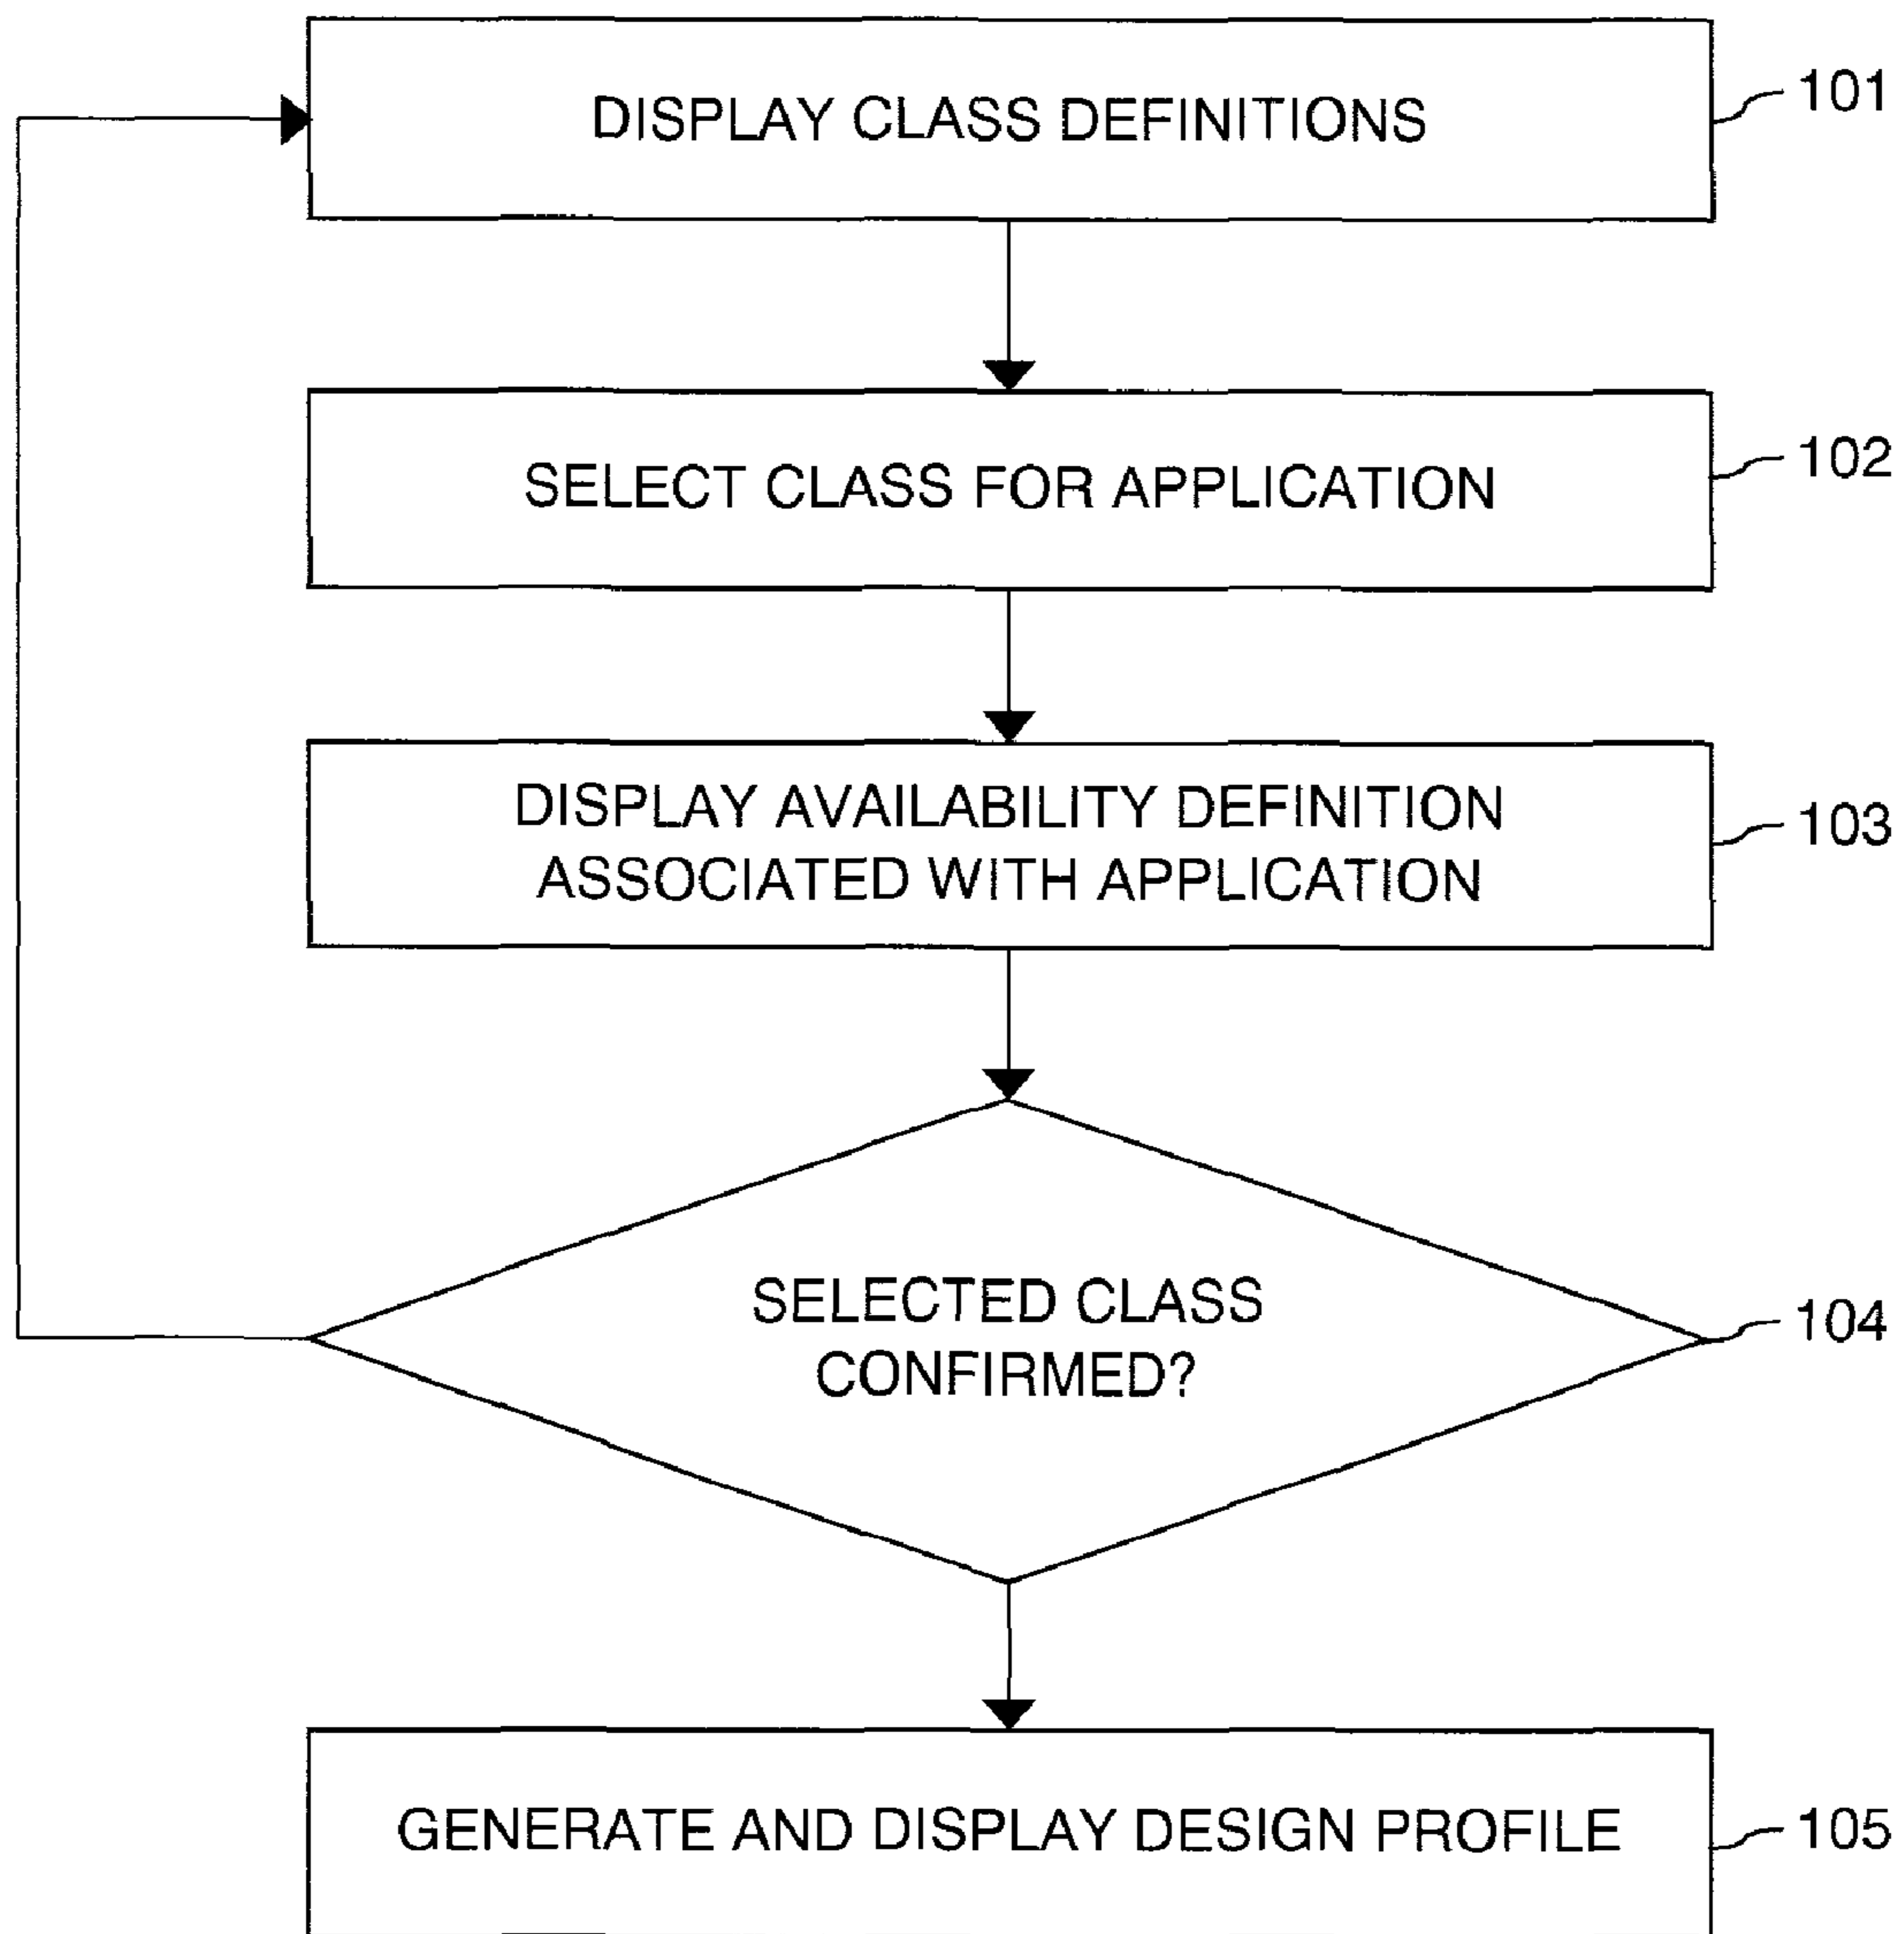 DISPLAY CLASS DEFINITIONS
101
SELECT CLASS FOR APPLICATION
102
DISPLAY AVAILABILITY DEFINITION
ASSOCIATED WITH APPLICATION
103
SELECTED CLASS
CONFIRMED?
104
GENERATE AND DISPLAY DESIGN PROFILE
105